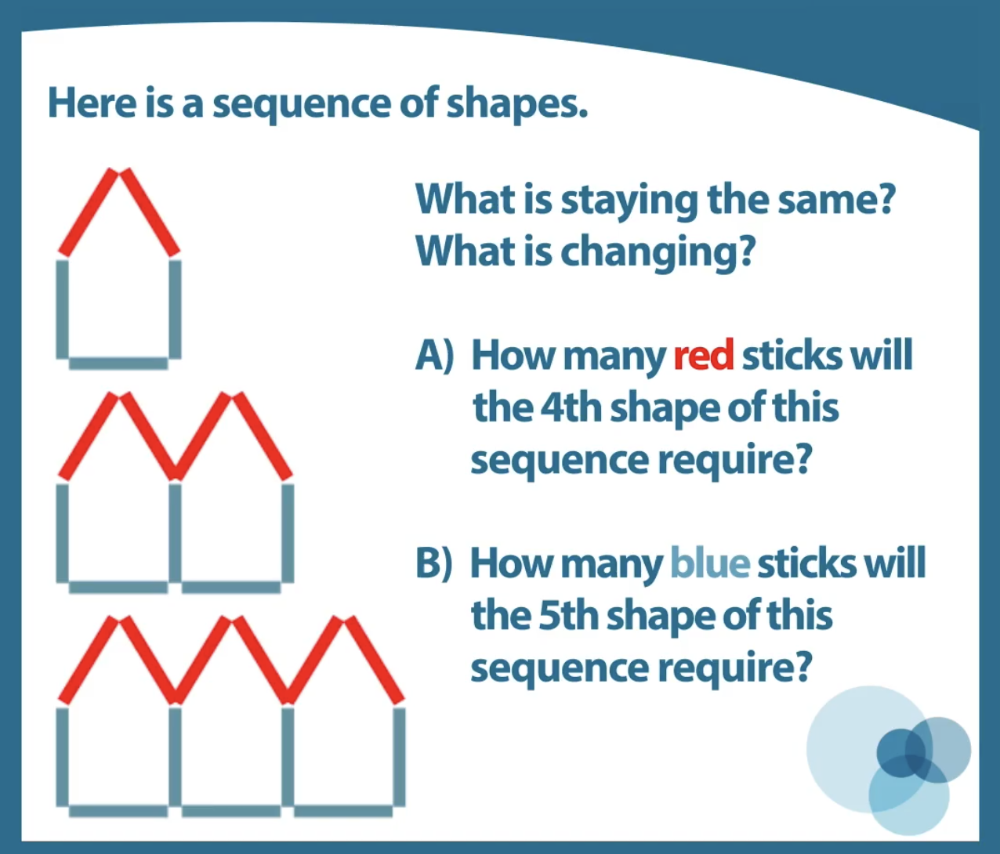 Here is a sequence of shapes.
What is staying the same?
What is changing?
A) How many red sticks will
the 4th shape of this
sequence require?
B) How many blue sticks will
the 5th shape of this
sequence require?